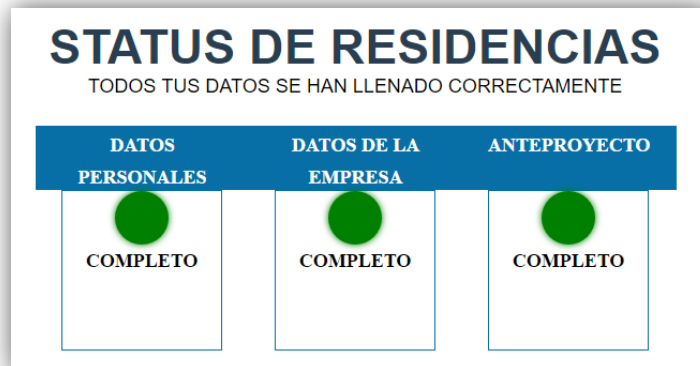 STATUS DE RESIDENCIAS
TODOS TUS DATOS SE HAN LLENADO CORRECTAMENTE
DATOS
PERSONALES
DATOS DE LA
EMPRESA
ANTEPROYECTO
COMPLETO
COMPLETO
COMPLETO